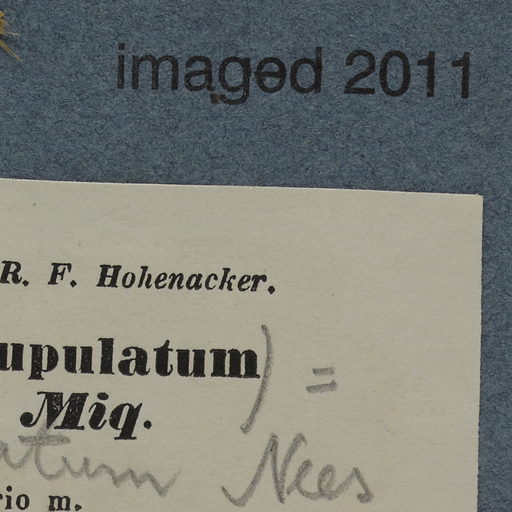 imaged 2011
R. F. Hohenacker.
upulatum) =
Miq.
atum Nees
rio m.